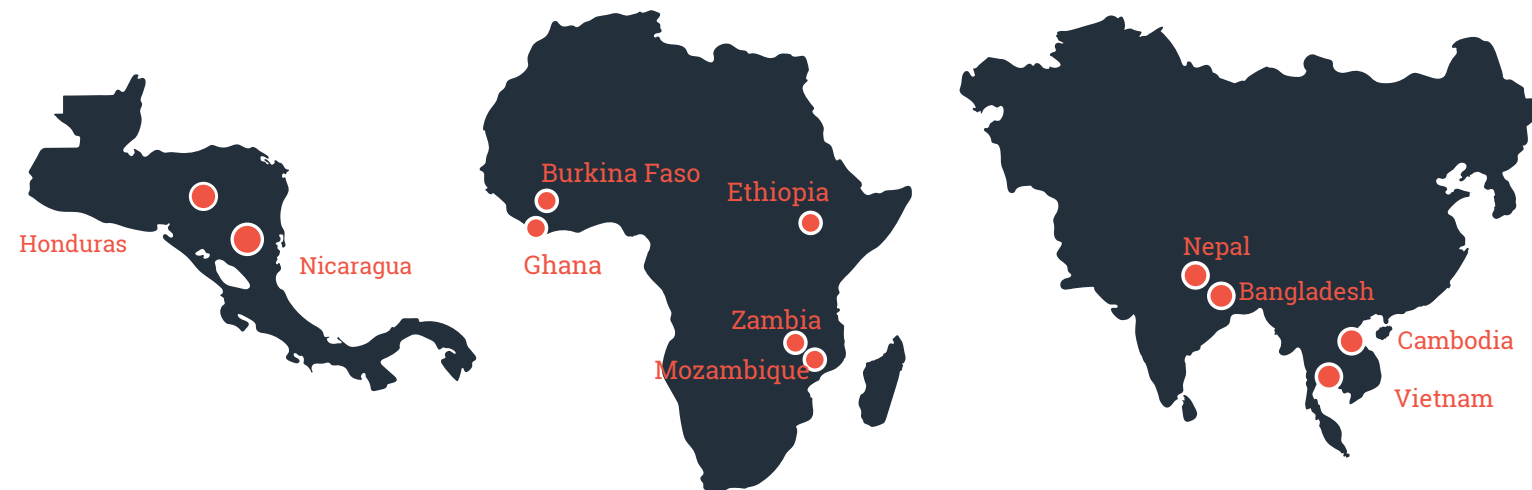 Honduras
Nicaragua
Burkina Faso
Ethiopia
Ghana
Zambia
Mozambique
Nepal
Bangladesh
Cambodia
Vietnam